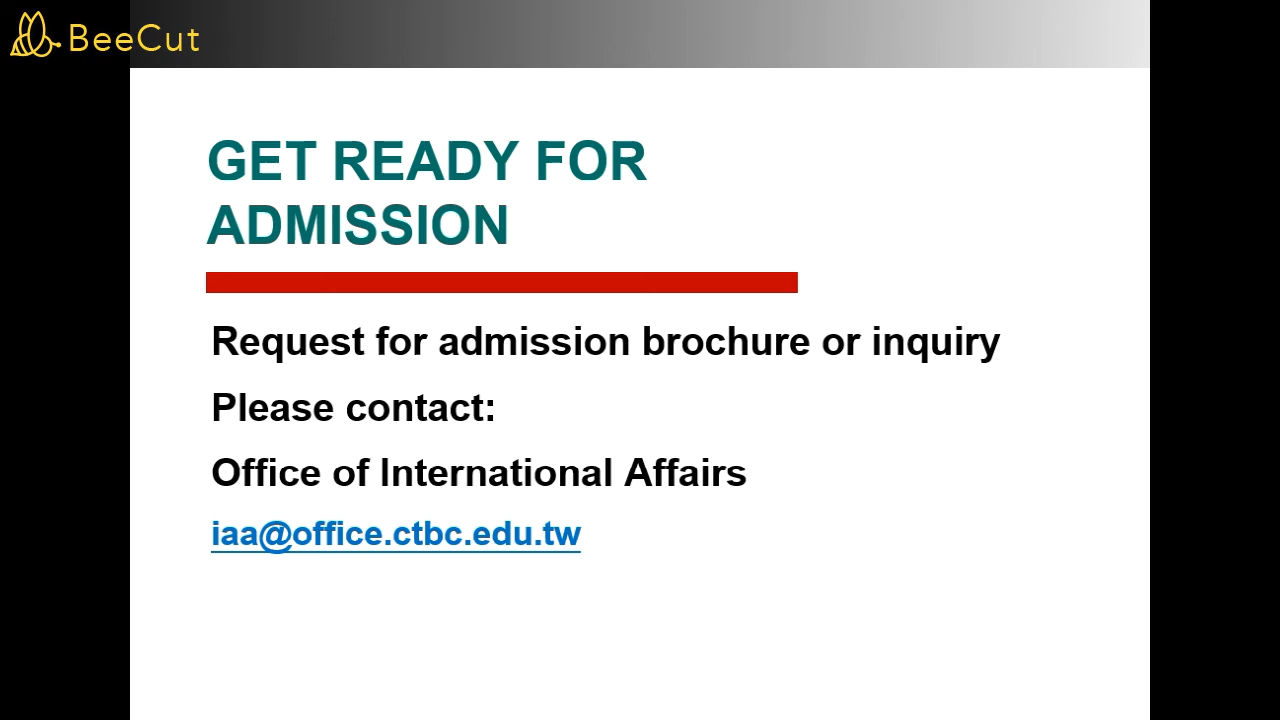 BeeCut
GET READY FOR
ADMISSION
Request for admission brochure or inquiry
Please contact:
Office of International Affairs
iaa@office.ctbc.edu.tw